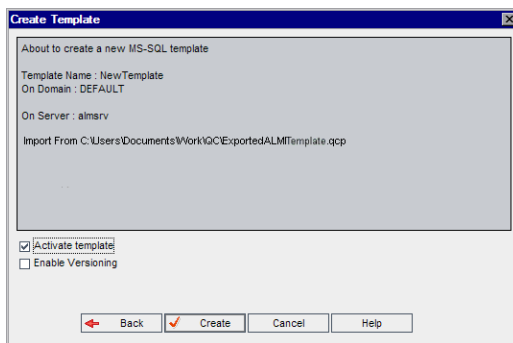 Create Template
About to create a new MS-SQL template
Template Name : NewTemplate
On Domain : DEFAULT
On Server : almsrv
Import From C:\Users\Documents\Work\QC\ExportedALMTemplate.qcp
Activate template
Enable Versioning
Back Create Cancel Help